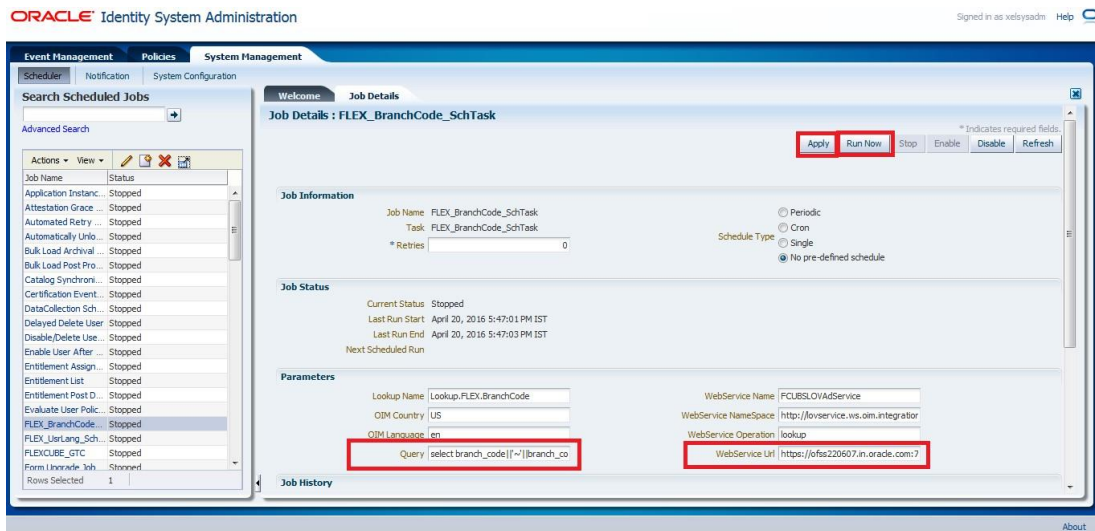 ORACLE® Identity System Administration
Signed in as xelsysadm Help
Event Management Policies System Management
Scheduler Notification System Configuration
Search Scheduled Jobs
Advanced Search
Actions View
Job Name Status
Application Instanc... Stopped
Attestation Grace ... Stopped
Automated Retry ... Stopped
Automatically Unlo... Stopped
Bulk Load Archival ... Stopped
Bulk Load Post Pro... Stopped
Catalog Synchroni... Stopped
Certification Event... Stopped
DataCollection Sch... Stopped
Delayed Delete User Stopped
Disable/Delete Use... Stopped
Enable User After ... Stopped
Entitlement Assign... Stopped
Entitlement List Stopped
Entitlement Post D... Stopped
Evaluate User Polic... Stopped
FLEX_BranchCode... Stopped
FLEX_UsrLang_Sch... Stopped
FLEXCUBE_GTC Stopped
Form Upgrade Job Stopped
Rows Selected 1
Welcome Job Details
Job Details : FLEX_BranchCode_SchTask
* Indicates required fields.
Apply Run Now Stop Enable Disable Refresh
Job Information
Job Name FLEX_BranchCode_SchTask
Task FLEX_BranchCode_SchTask
* Retries 0
Schedule Type
Periodic
Cron
Single
No pre-defined schedule
Job Status
Current Status Stopped
Last Run Start April 20, 2016 5:47:01 PM IST
Last Run End April 20, 2016 5:47:03 PM IST
Next Scheduled Run
Parameters
Lookup Name Lookup.FLEX.BranchCode
OIM Country US
OIM Language en
Query select branch_code||'~'||branch_co
WebService Name FCUBSLOVAdService
WebService NameSpace http://lovservice.ws.oim.integration
WebService Operation lookup
WebService Url https://ofss220607.in.oracle.com:7
Job History
About